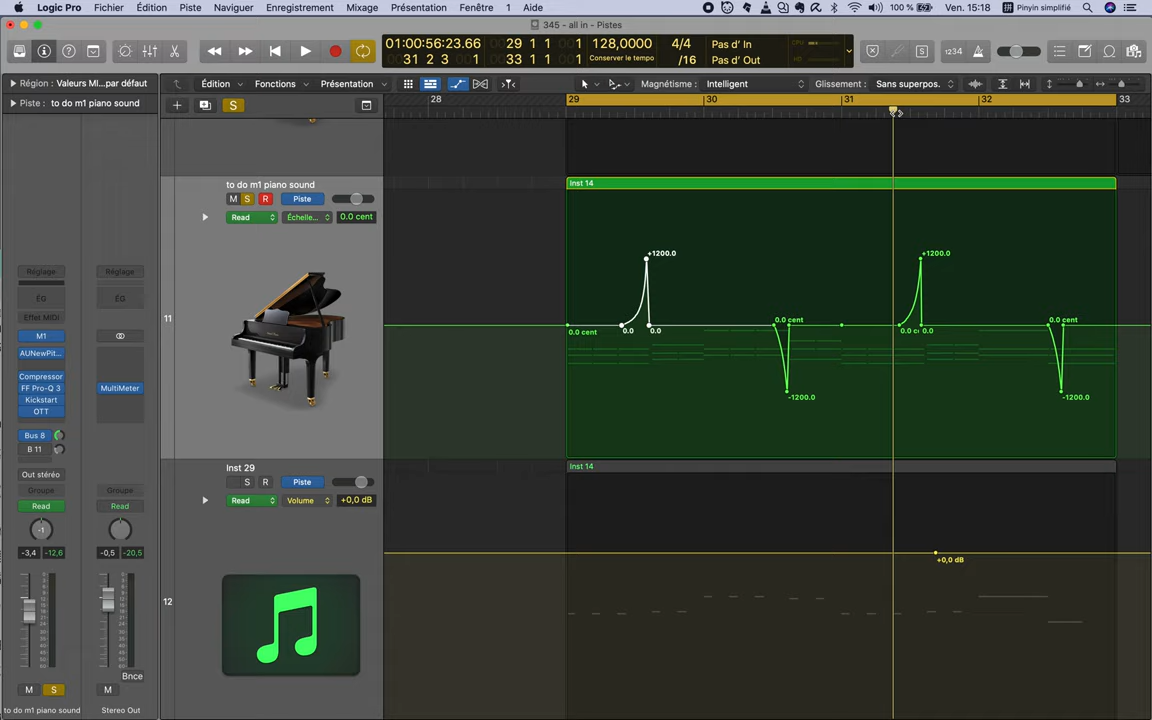 Logic Pro Fichier Édition Piste Naviguer Enregistrement Mixage Présentation Fenêtre 1 Aide 100 % Ven. 15:18 Pinyin simplifié
345 - all in - Pistes
01:00:56:23.66 29 1 1 001 128,0000 4/4 Pas d’ In CPU
31 2 3 1 33 1 1 001 Conserver le tempo /16 Pas d’ Out
1234
Région : Valeurs MI...par défaut
Édition Fonctions Présentation Magnétisme : Intelligent Glissement : Sans superpos.
Piste : to do m1 piano sound
S 28 29 30 31 32 33
to do m1 piano sound
Inst 14
M S R Piste
Read Échelle... 0.0 cent
+1200.0 +1200.0
Réglage Réglage
ÉG ÉG
Effet MIDI
0.0 cent 0.0 0.0 0.0 cent 0.0 c 0.0 0.0 cent
11
M1
AUNewPit...
Compressor
FF Pro-Q 3 MultiMeter
Kickstart
OTT
-1200.0 -1200.0
Bus 8
B 11
Out stéréo
Groupe Groupe
Read Read
Inst 29
Inst 14
S R Piste
Read Volume +0,0 dB
-1
-3,4 -12,6 -0,5 -20,5
+0,0 dB
12
Bnce
M S M
to do m1 piano sound Stereo Out